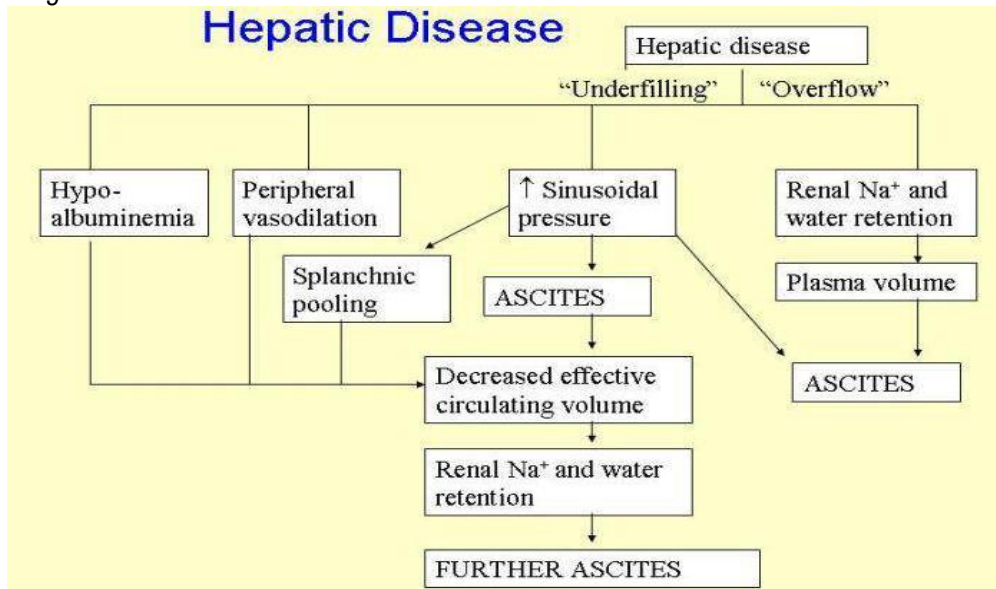 Hepatic Disease
Hepatic disease
“Underfilling”
“Overflow”
Hypo-
albuminemia
Peripheral
vasodilation
↑ Sinusoidal
pressure
Renal Na⁺ and
water retention
Splanchnic
pooling
ASCITES
Plasma volume
Decreased effective
circulating volume
ASCITES
Renal Na⁺ and water
retention
FURTHER ASCITES